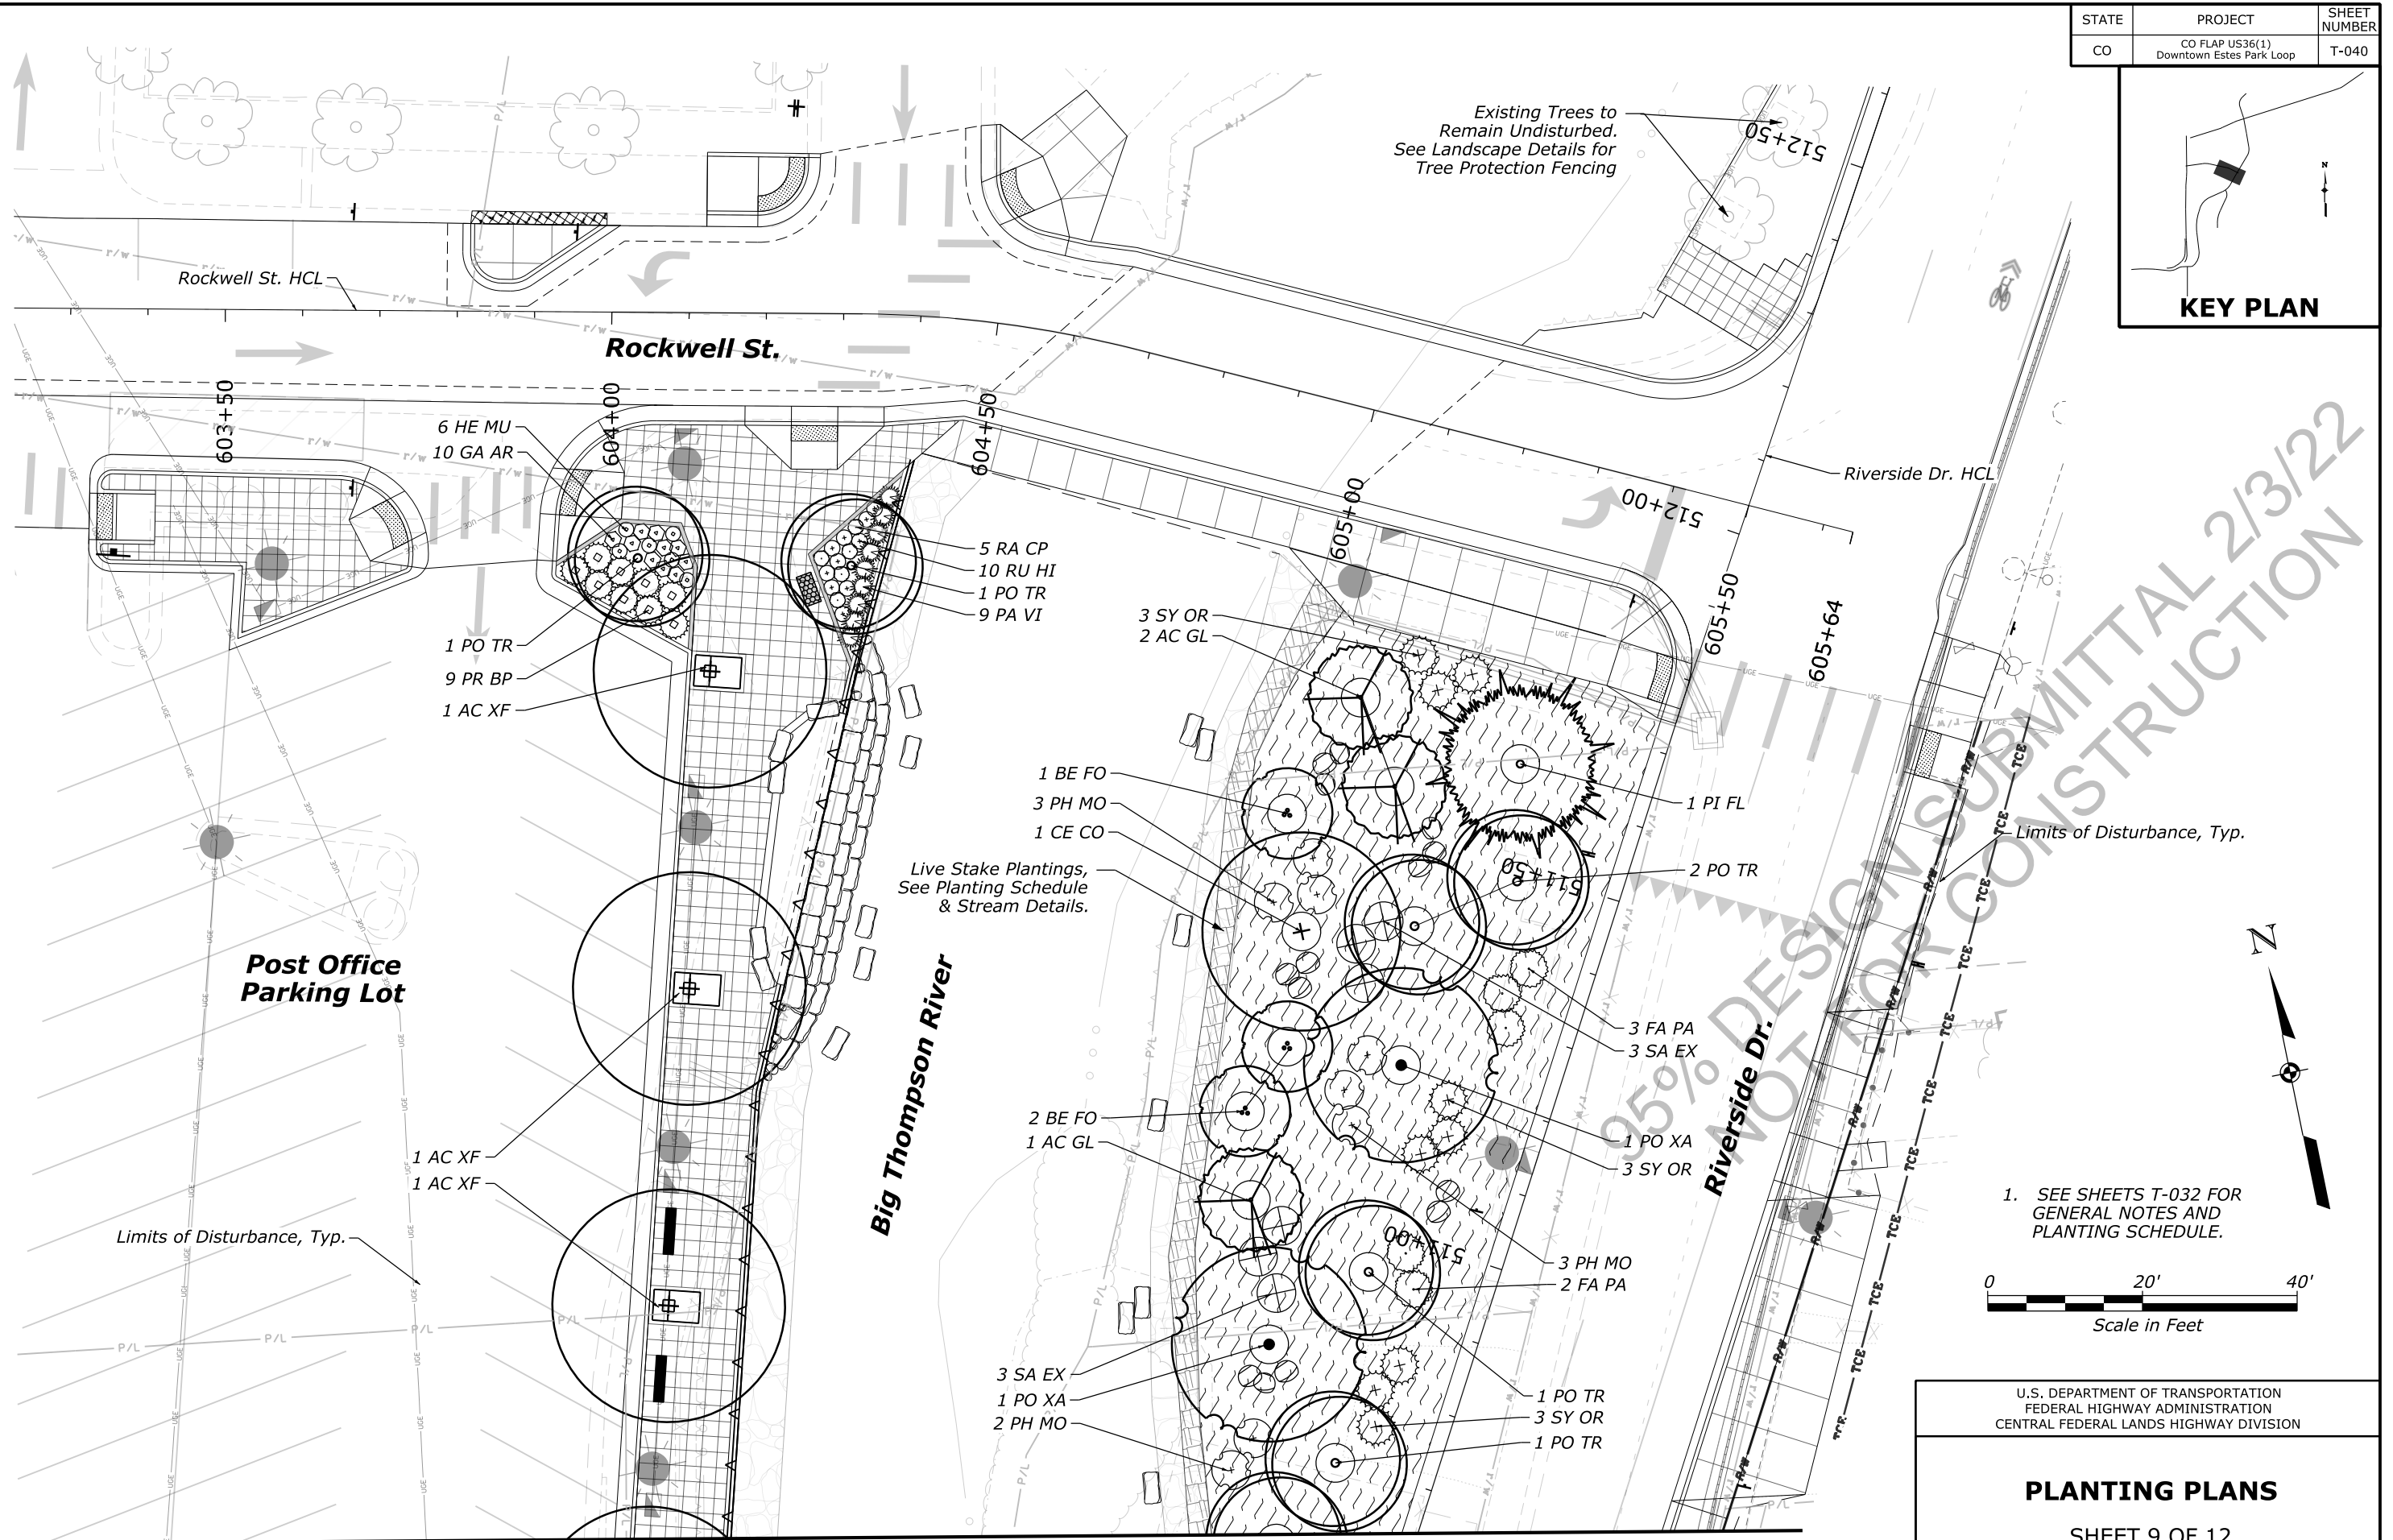 STATE PROJECT SHEET NUMBER
CO CO FLAP US36(1) Downtown Estes Park Loop T-040
KEY PLAN
N
Existing Trees to
Remain Undisturbed.
See Landscape Details for
Tree Protection Fencing
512+50
Rockwell St. HCL
Rockwell St.
603+50
604+00
604+50
605+00
512+00
605+50
605+64
Riverside Dr. HCL
6 HE MU
10 GA AR
1 PO TR
9 PR BP
1 AC XF
5 RA CP
10 RU HI
1 PO TR
9 PA VI
3 SY OR
2 AC GL
1 BE FO
3 PH MO
1 CE CO
Live Stake Plantings,
See Planting Schedule
& Stream Details.
1 PI FL
2 PO TR
511+50
Limits of Disturbance, Typ.
Post Office
Parking Lot
Big Thompson River
3 FA PA
3 SA EX
1 PO XA
3 SY OR
Riverside Dr.
2 BE FO
1 AC GL
1 AC XF
1 AC XF
Limits of Disturbance, Typ.
511+00
3 PH MO
2 FA PA
3 SA EX
1 PO XA
2 PH MO
1 PO TR
3 SY OR
1 PO TR
95% DESIGN SUBMITTAL 2/3/22
NOT FOR CONSTRUCTION
N
1. SEE SHEETS T-032 FOR
GENERAL NOTES AND
PLANTING SCHEDULE.
0 20' 40'
Scale in Feet
U.S. DEPARTMENT OF TRANSPORTATION
FEDERAL HIGHWAY ADMINISTRATION
CENTRAL FEDERAL LANDS HIGHWAY DIVISION
PLANTING PLANS
SHEET 9 OF 12